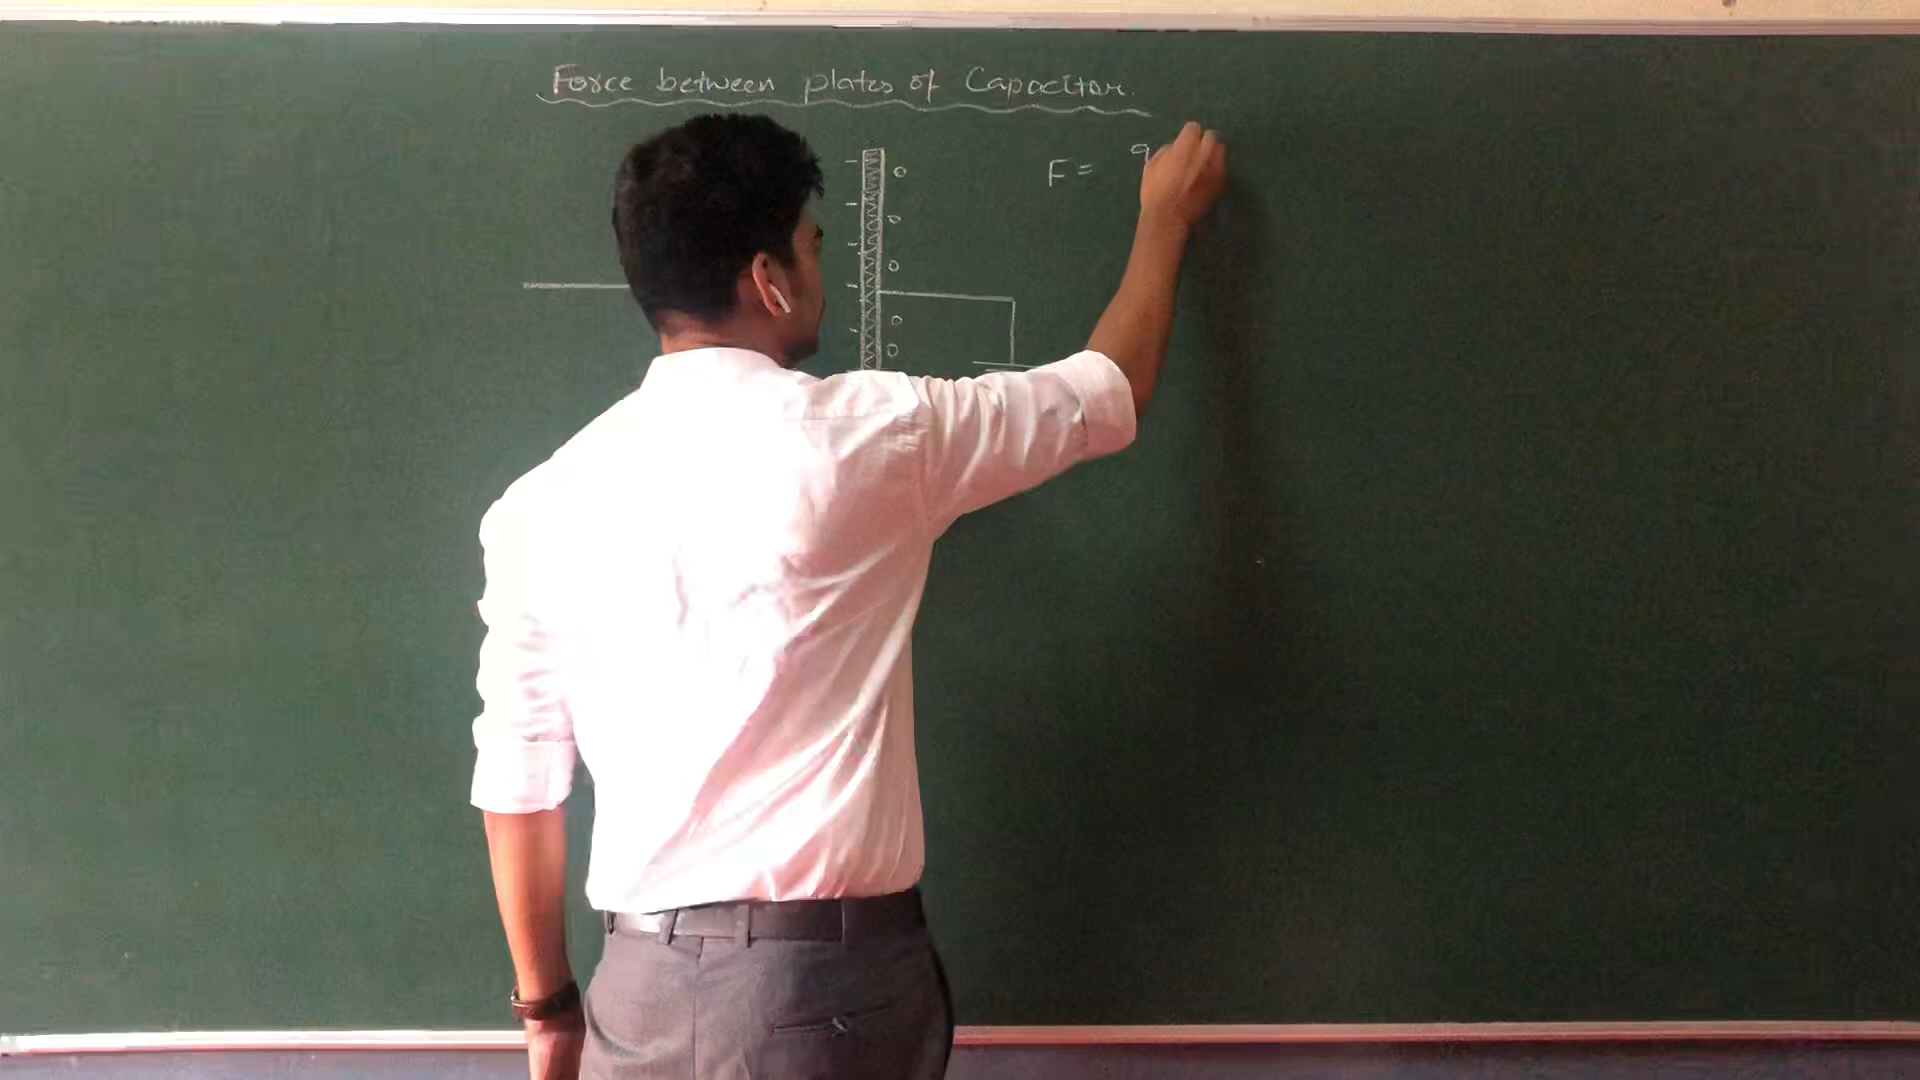 Force between plates of Capacitor.
F = q